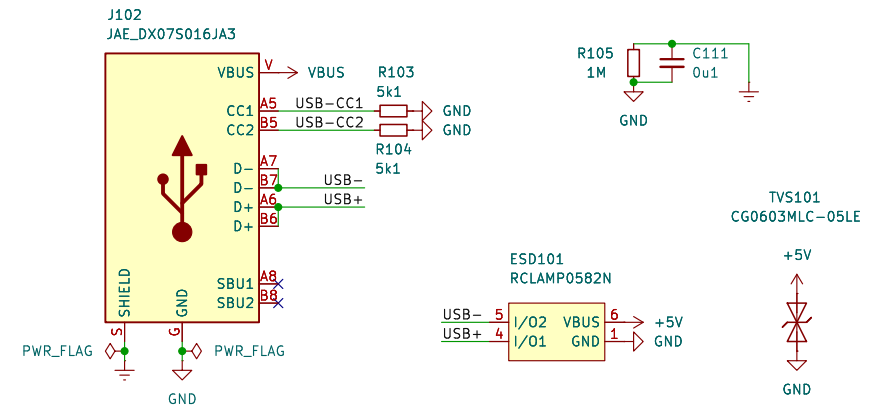 J102
JAE_DX07S016JA3
VBUS
V
VBUS
CC1
A5
USB-CC1
CC2
B5
USB-CC2
R103
5k1
GND
GND
R104
5k1
D-
A7
D-
B7
USB-
D+
A6
USB+
D+
B6
SBU1
A8
SBU2
B8
SHIELD
GND
S
G
PWR_FLAG
PWR_FLAG
GND
R105
1M
C111
0u1
GND
ESD101
RCLAMP0582N
USB-
5
I/O2
VBUS
6
+5V
USB+
4
I/O1
GND
1
GND
TVS101
CG0603MLC-05LE
+5V
GND